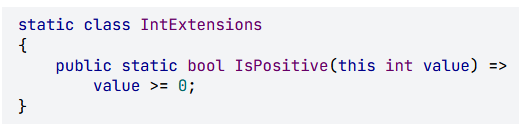 static class IntExtensions
{
    public static bool IsPositive(this int value) =>
        value >= 0;
}